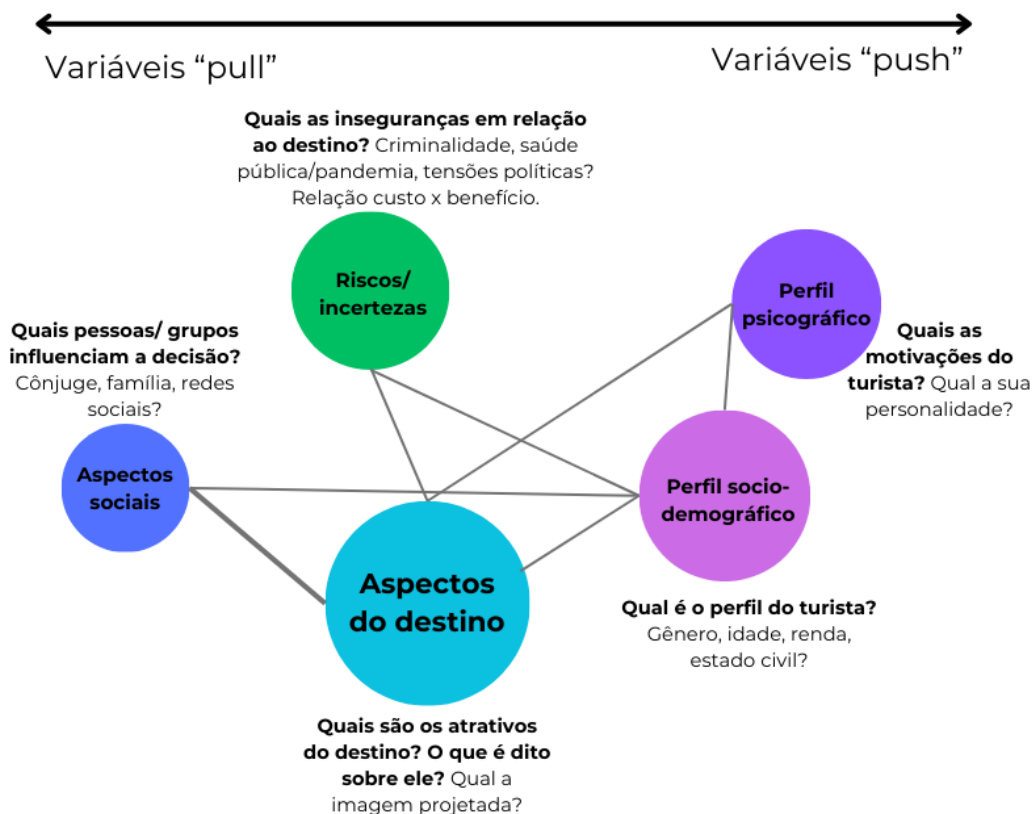 Variáveis “pull”
Variáveis “push”
Quais as inseguranças em relação
ao destino? Criminalidade, saúde
pública/pandemia, tensões políticas?
Relação custo x benefício.
Riscos/
incertezas
Perfil
psicográfico
Quais as
motivações do
turista? Qual a sua
personalidade?
Quais pessoas/ grupos
influenciam a decisão?
Cônjuge, família, redes
sociais?
Aspectos
sociais
Perfil socio-
demográfico
Aspectos
do destino
Qual é o perfil do turista?
Gênero, idade, renda,
estado civil?
Quais são os atrativos
do destino? O que é dito
sobre ele? Qual a
imagem projetada?